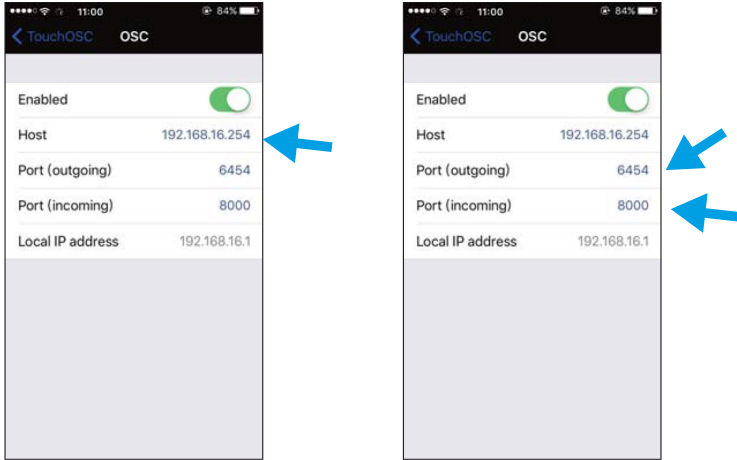 11:00
84%
TouchOSC OSC
Enabled
Host 192.168.16.254
Port (outgoing) 6454
Port (incoming) 8000
Local IP address 192.168.16.1
11:00
84%
TouchOSC OSC
Enabled
Host 192.168.16.254
Port (outgoing) 6454
Port (incoming) 8000
Local IP address 192.168.16.1